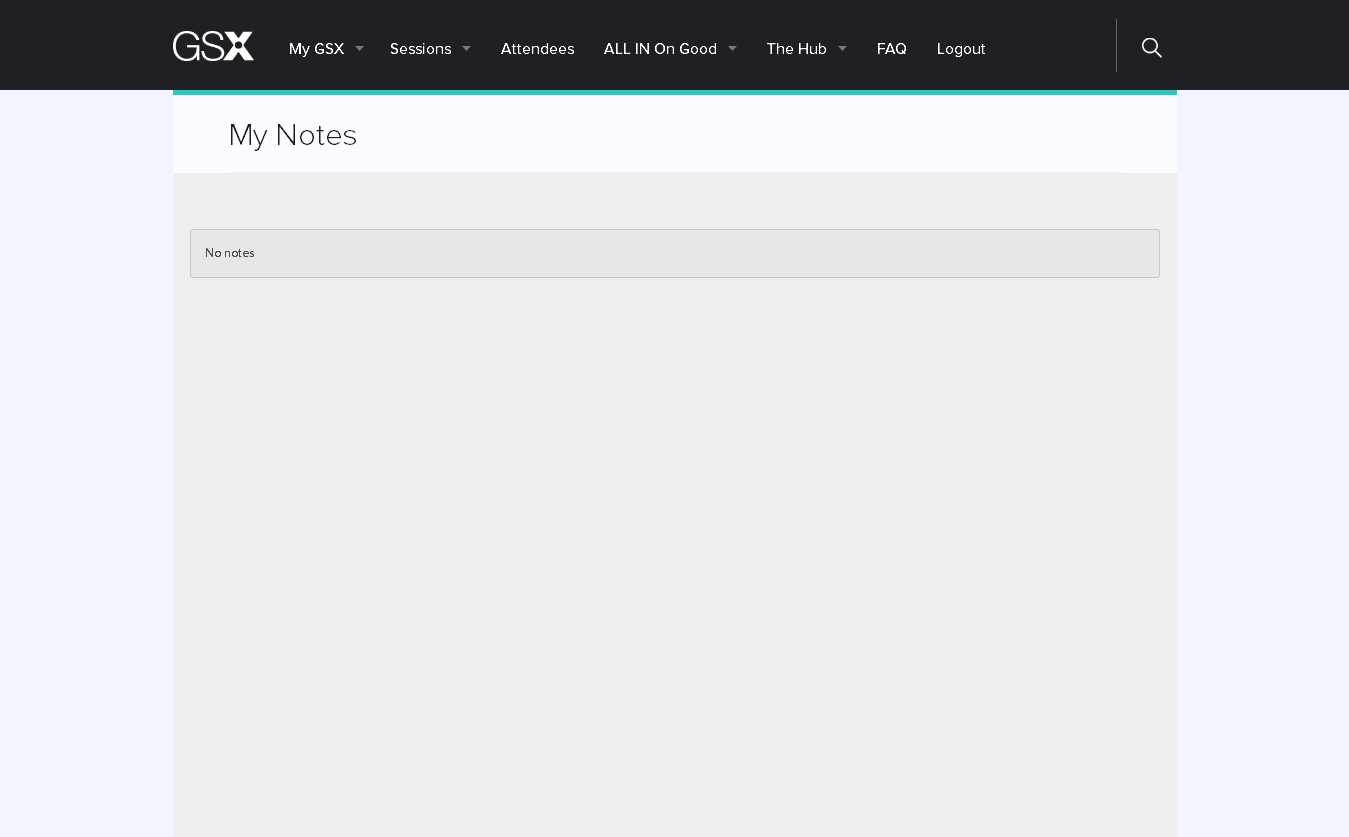 GSX My GSX Sessions Attendees ALL IN On Good The Hub FAQ Logout
My Notes
No notes